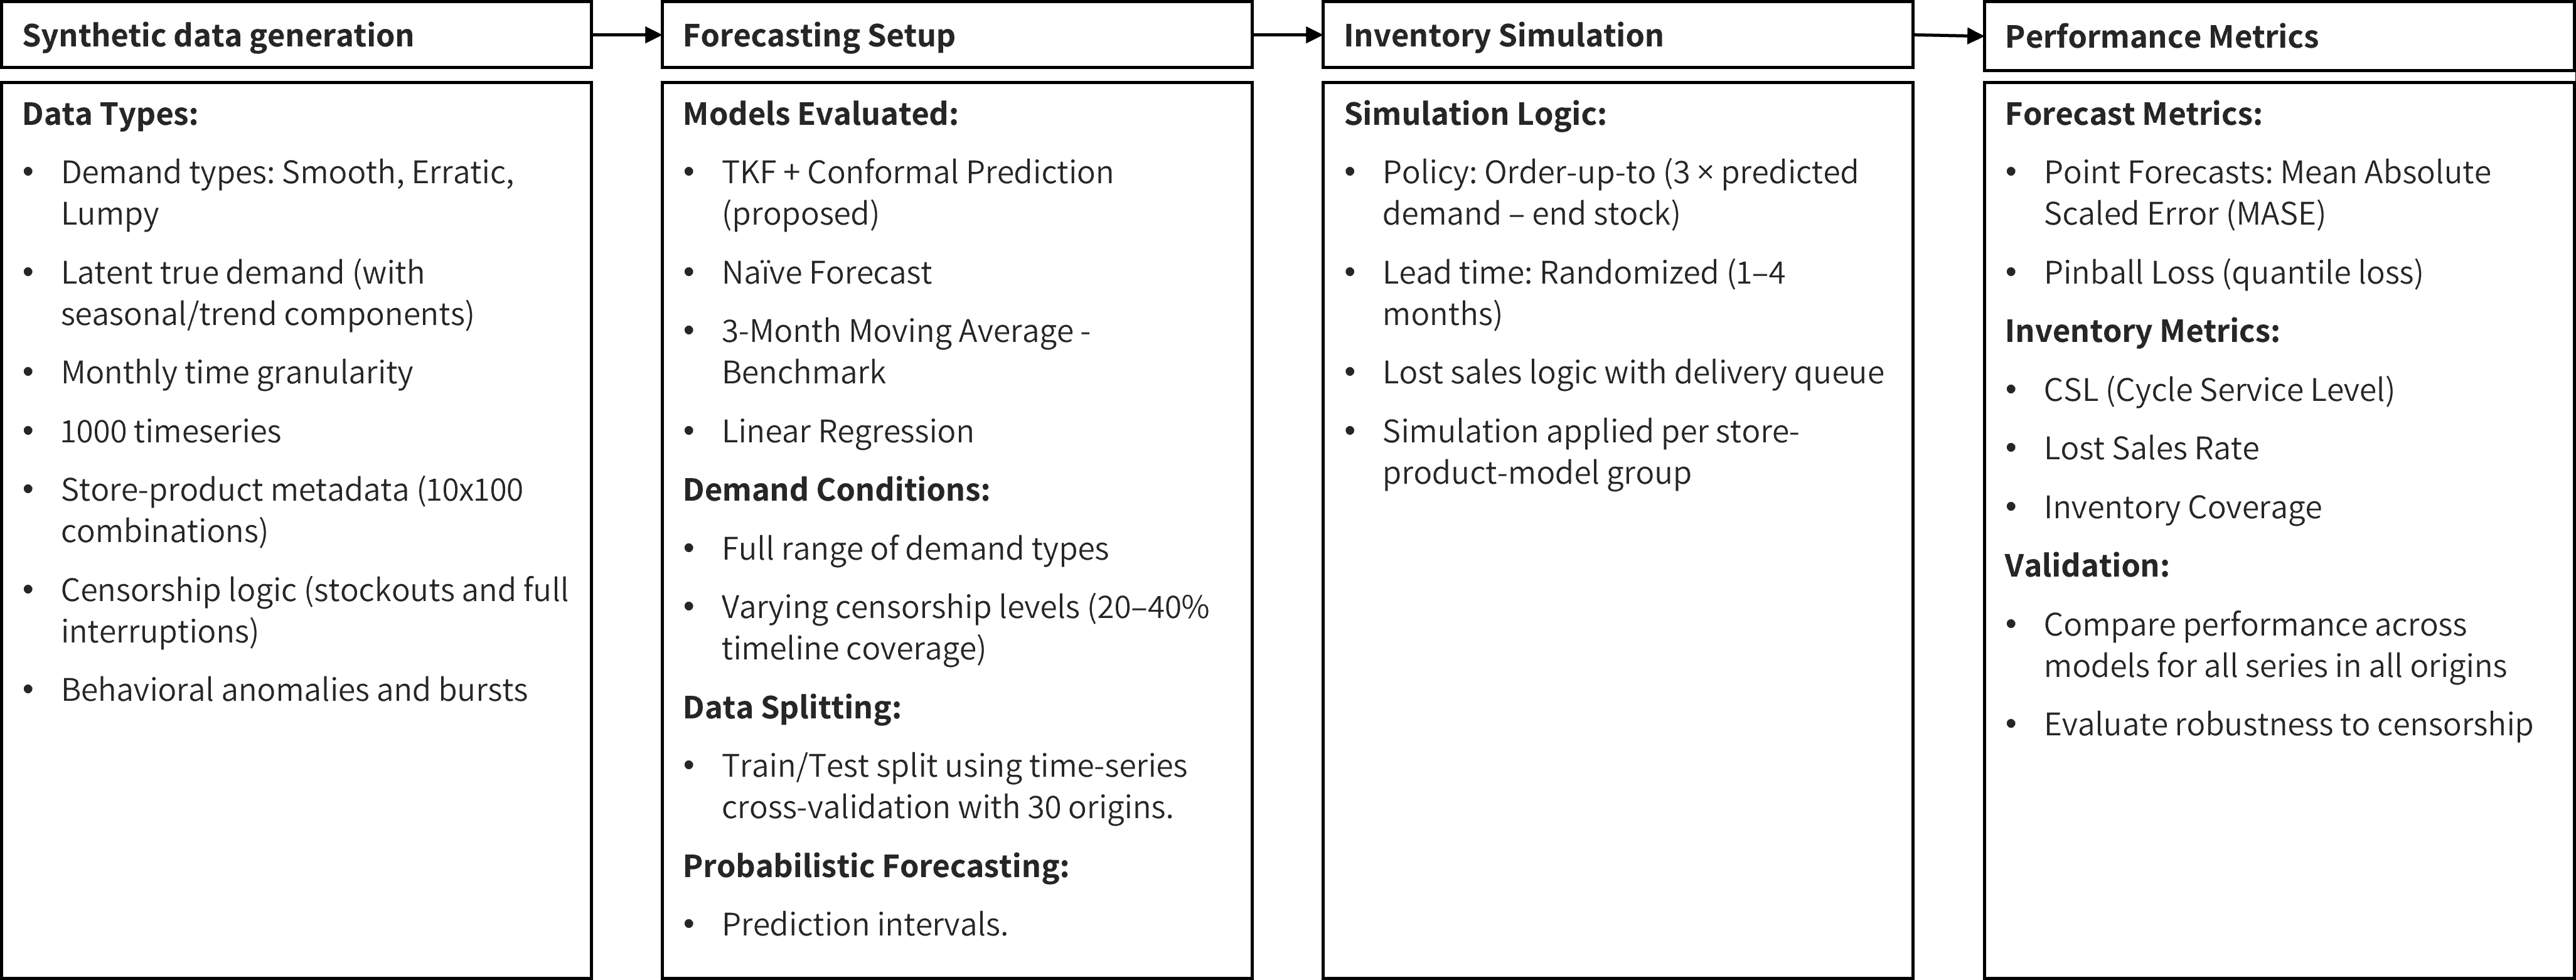 Synthetic data generation
Data Types:
• Demand types: Smooth, Erratic,
Lumpy
• Latent true demand (with
seasonal/trend components)
• Monthly time granularity
• 1000 timeseries
• Store-product metadata (10x100
combinations)
• Censorship logic (stockouts and full
interruptions)
• Behavioral anomalies and bursts
Forecasting Setup
Models Evaluated:
• TKF + Conformal Prediction
(proposed)
• Naïve Forecast
• 3-Month Moving Average -
Benchmark
• Linear Regression
Demand Conditions:
• Full range of demand types
• Varying censorship levels (20–40%
timeline coverage)
Data Splitting:
• Train/Test split using time-series
cross-validation with 30 origins.
Probabilistic Forecasting:
• Prediction intervals.
Inventory Simulation
Simulation Logic:
• Policy: Order-up-to (3 × predicted
demand – end stock)
• Lead time: Randomized (1–4
months)
• Lost sales logic with delivery queue
• Simulation applied per store-
product-model group
Performance Metrics
Forecast Metrics:
• Point Forecasts: Mean Absolute
Scaled Error (MASE)
• Pinball Loss (quantile loss)
Inventory Metrics:
• CSL (Cycle Service Level)
• Lost Sales Rate
• Inventory Coverage
Validation:
• Compare performance across
models for all series in all origins
• Evaluate robustness to censorship